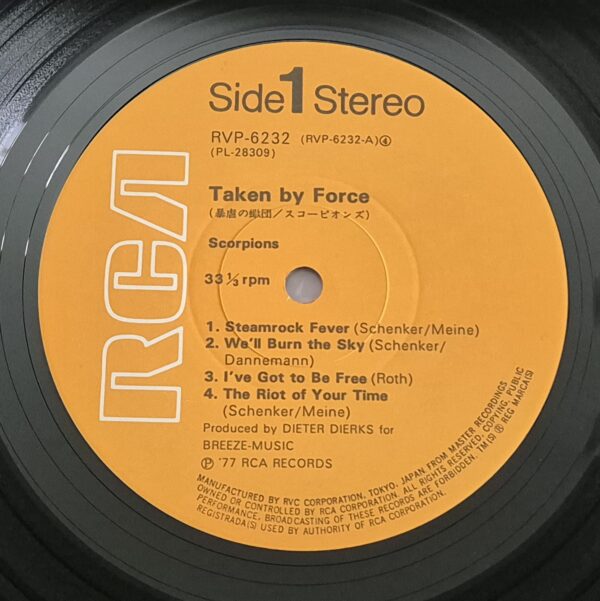 Side 1 Stereo
RVP-6232 (RVP-6232-A)④
(PL-28309)
RCA
Taken by Force
(暴虐の蠍団/スコーピオンズ)
Scorpions
33 1/3 rpm
1. Steamrock Fever (Schenker/Meine)
2. We'll Burn the Sky (Schenker/
Dannemann)
3. I've Got to Be Free (Roth)
4. The Riot of Your Time
(Schenker/Meine)
Produced by DIETER DIERKS for
BREEZE-MUSIC
Ⓟ '77 RCA RECORDS
MANUFACTURED BY RVC CORPORATION, TOKYO, JAPAN FROM MASTER RECORDINGS
OWNED OR CONTROLLED BY RCA CORPORATION. ALL RIGHTS RESERVED. COPYING, PUBLIC
PERFORMANCE, BROADCASTING OF THESE RECORDS ARE FORBIDDEN. TM(S) ® REG MARCA(S)
REGISTRADA(S) USED BY AUTHORITY OF RCA CORPORATION.